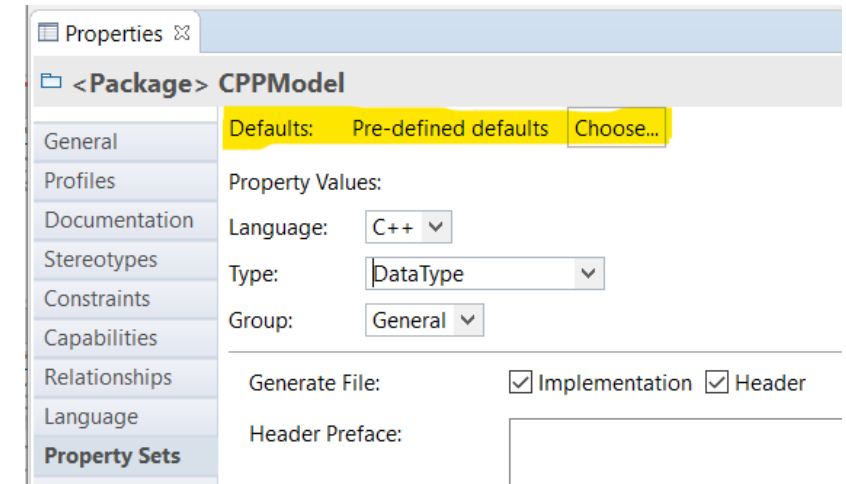 Properties
<Package> CPPModel
General
Profiles
Documentation
Stereotypes
Constraints
Capabilities
Relationships
Language
Property Sets
Defaults: Pre-defined defaults Choose...
Property Values:
Language: C++
Type: DataType
Group: General
Generate File: Implementation Header
Header Preface: